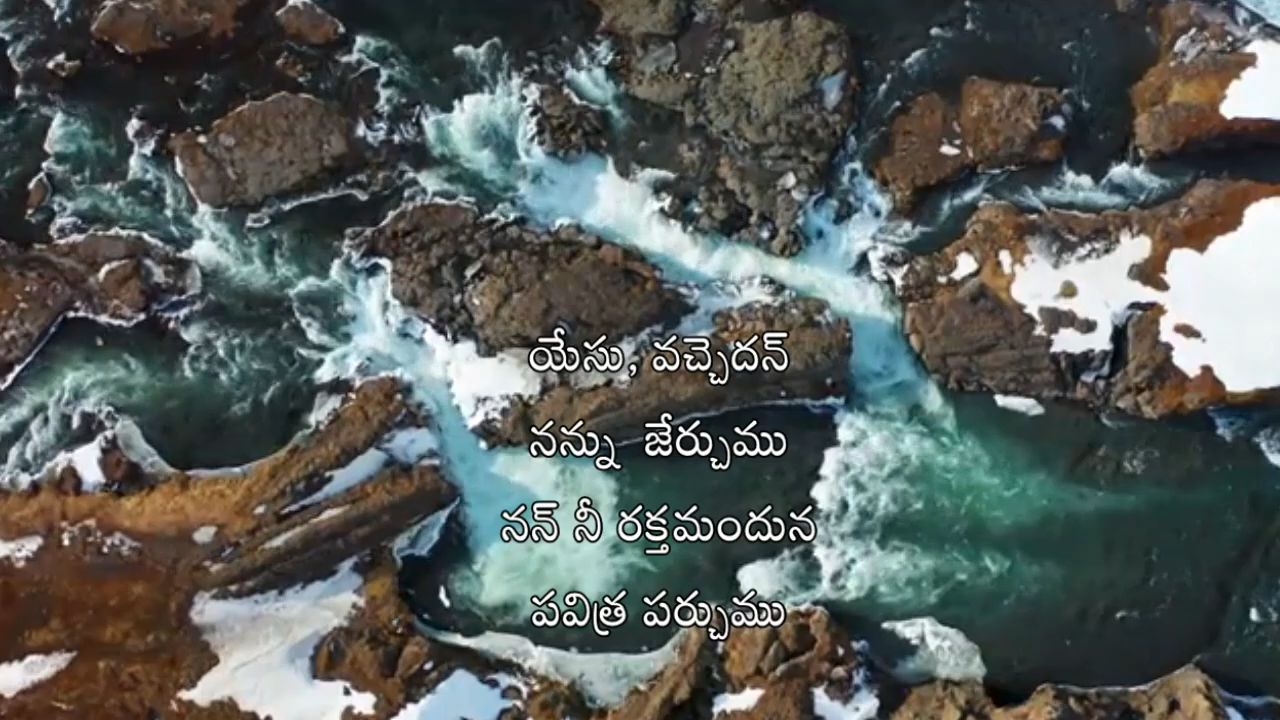 యేసు, వచ్చెదన్
నన్ను జేర్చుము
నన్ నీ రక్తమందున
పవిత్ర పర్చుము